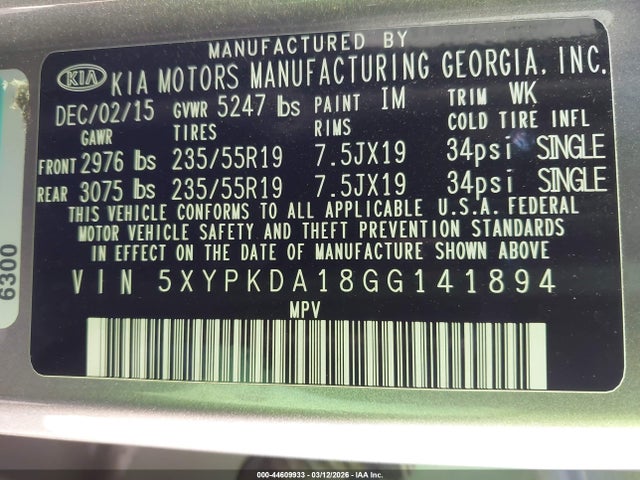 MANUFACTURED BY
KIA KIA MOTORS MANUFACTURING GEORGIA, INC.
DEC/02/15 GVWR 5247 lbs PAINT IM TRIM WK
GAWR TIRES RIMS COLD TIRE INFL
FRONT 2976 lbs 235/55R19 7.5JX19 34psi SINGLE
REAR 3075 lbs 235/55R19 7.5JX19 34psi SINGLE
THIS VEHICLE CONFORMS TO ALL APPLICABLE U.S.A. FEDERAL
MOTOR VEHICLE SAFETY AND THEFT PREVENTION STANDARDS
IN EFFECT ON THE DATE OF MANUFACTURE SHOWN ABOVE
VIN 5XYPKDA18GG141894
MPV
6300
000-44609933 - 03/12/2026 - IAA Inc.